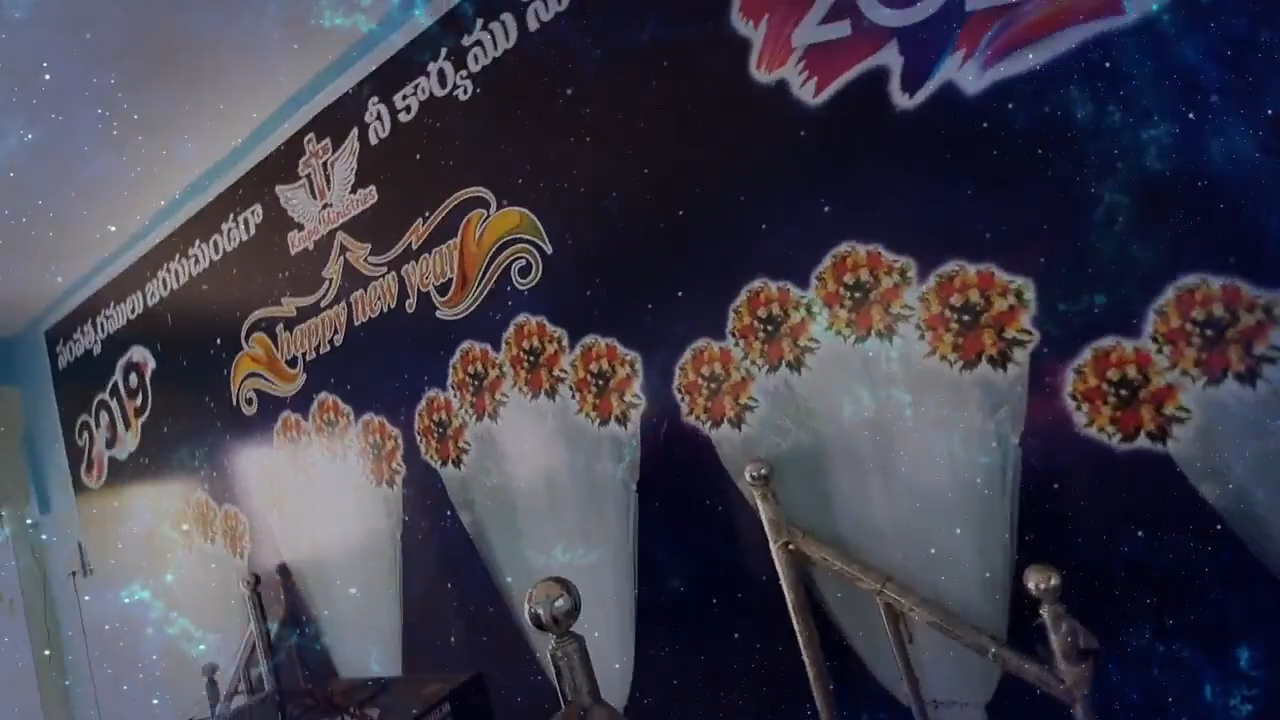 సంవత్సరములు జరుగుచుండగా
నీ కార్యము
Krupa Ministries
happy new year
2019